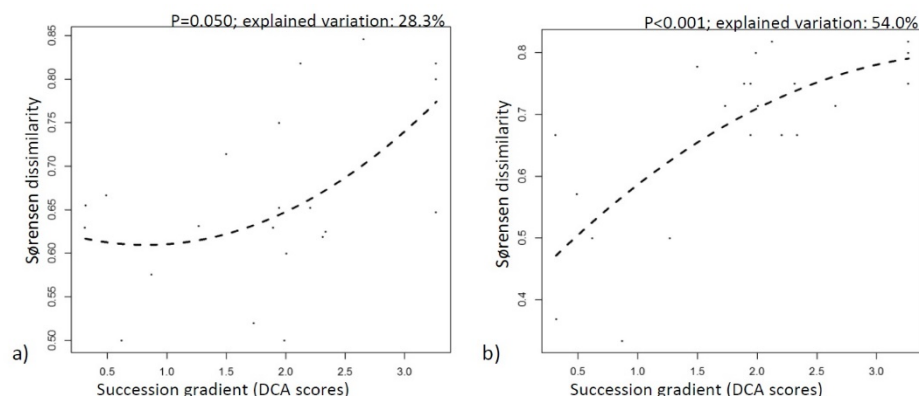 P=0.050; explained variation: 28.3%
Sørensen dissimilarity
0.85
0.80
0.75
0.70
0.65
0.60
0.55
0.50
0.5 1.0 1.5 2.0 2.5 3.0
a)
Succession gradient (DCA scores)
P<0.001; explained variation: 54.0%
Sørensen dissimilarity
0.8
0.7
0.6
0.5
0.4
0.5 1.0 1.5 2.0 2.5 3.0
b)
Succession gradient (DCA scores)